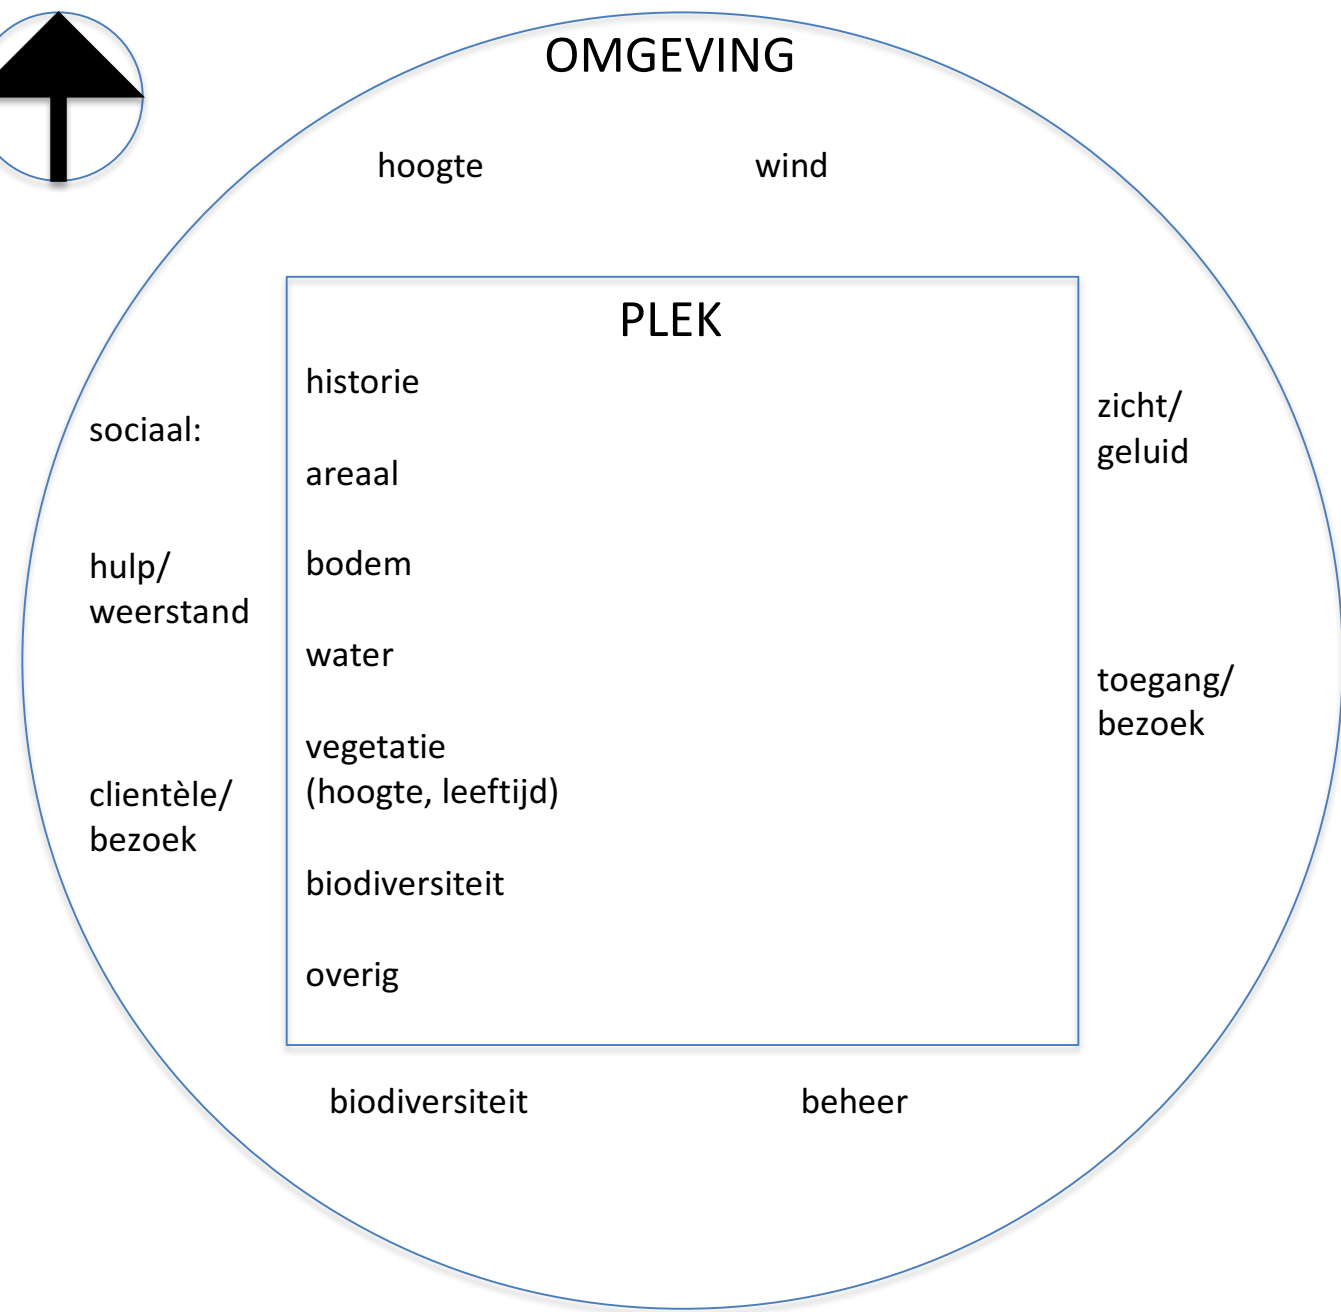 OMGEVING
hoogte
wind
PLEK
historie
areaal
bodem
water
vegetatie
(hoogte, leeftijd)
biodiversiteit
overig
sociaal:
hulp/
weerstand
clientèle/
bezoek
zicht/
geluid
toegang/
bezoek
biodiversiteit
beheer